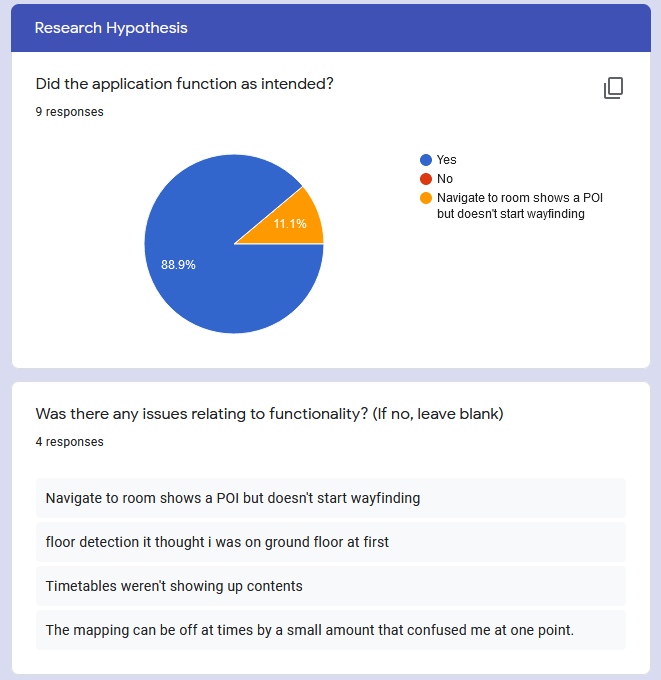 Research Hypothesis
Did the application function as intended?
9 responses
Yes
No
Navigate to room shows a POI
but doesn't start wayfinding
11.1%
88.9%
Was there any issues relating to functionality? (If no, leave blank)
4 responses
Navigate to room shows a POI but doesn't start wayfinding
floor detection it thought i was on ground floor at first
Timetables weren't showing up contents
The mapping can be off at times by a small amount that confused me at one point.